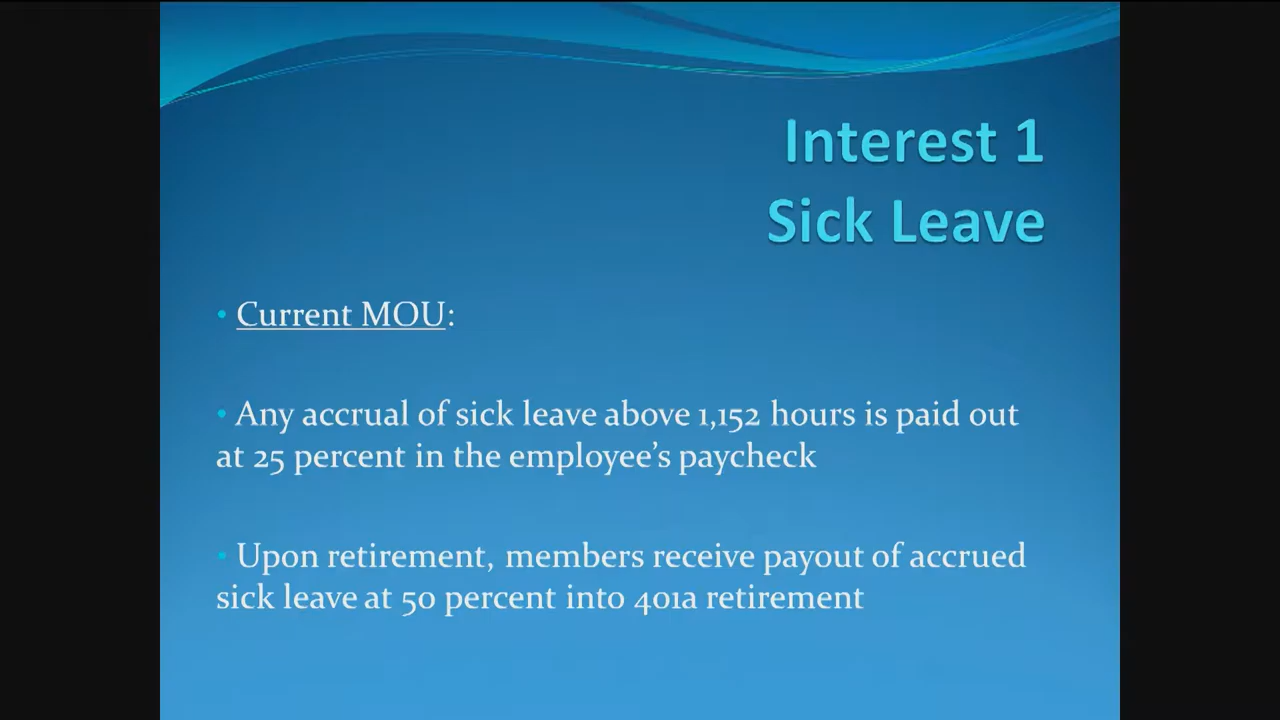 Interest 1
Sick Leave
• Current MOU:
• Any accrual of sick leave above 1,152 hours is paid out
at 25 percent in the employee’s paycheck
• Upon retirement, members receive payout of accrued
sick leave at 50 percent into 401a retirement